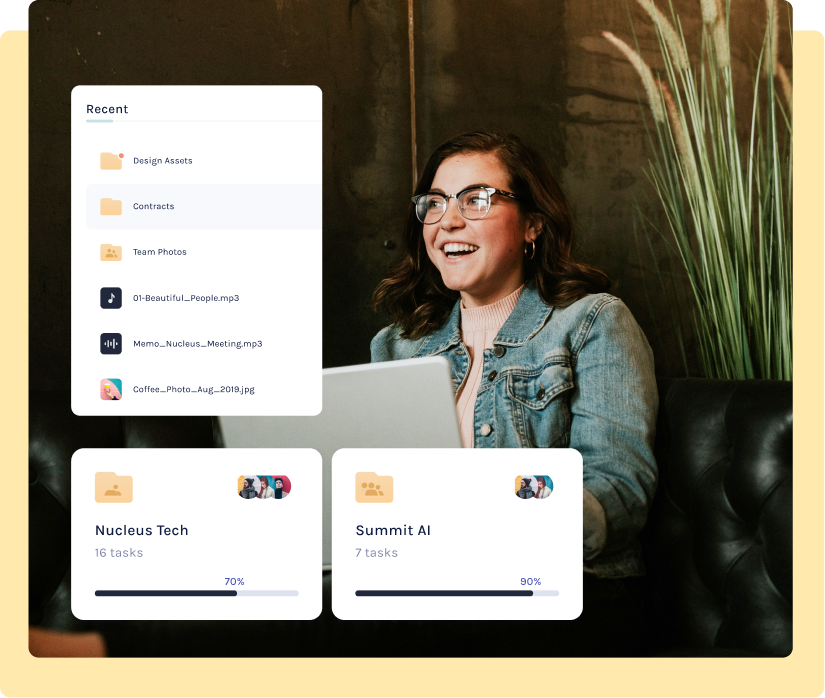 Recent
Design Assets
Contracts
Team Photos
01-Beautiful_People.mp3
Memo_Nucleus_Meeting.mp3
Coffee_Photo_Aug_2019.jpg
Nucleus Tech
16 tasks
70%
Summit AI
7 tasks
90%